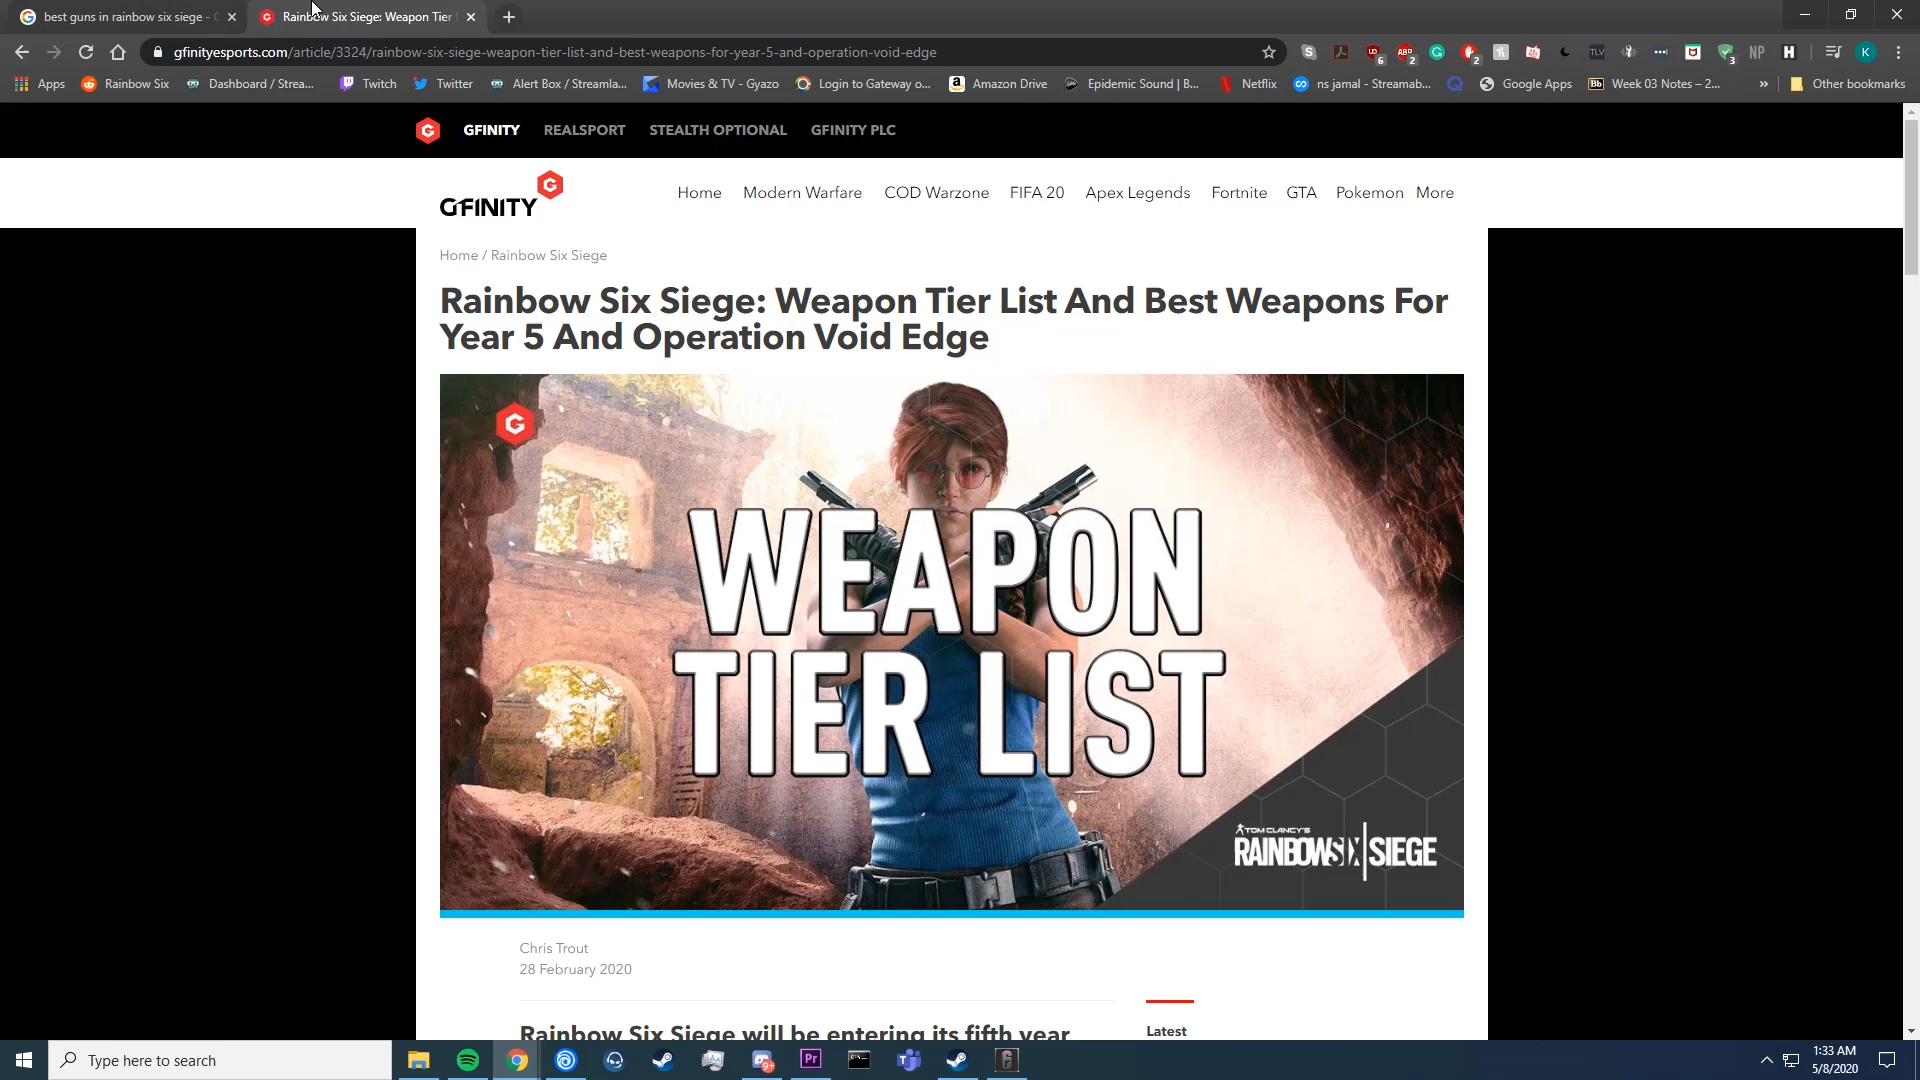 best guns in rainbow six siege -
Rainbow Six Siege: Weapon Tier
gfinityesports.com/article/3324/rainbow-six-siege-weapon-tier-list-and-best-weapons-for-year-5-and-operation-void-edge
Apps Rainbow Six Dashboard / Strea... Twitch Twitter Alert Box / Streamla... Movies & TV - Gyazo Login to Gateway o... Amazon Drive Epidemic Sound | B... Netflix ns jamal - Streamab... Google Apps Week 03 Notes – 2... » Other bookmarks
GFINITY REALSPORT STEALTH OPTIONAL GFINITY PLC
GFINITY Home Modern Warfare COD Warzone FIFA 20 Apex Legends Fortnite GTA Pokemon More
Home / Rainbow Six Siege
Rainbow Six Siege: Weapon Tier List And Best Weapons For
Year 5 And Operation Void Edge
WEAPON
TIER LIST
TOM CLANCY'S
RAINBOW SIX | SIEGE
Chris Trout
28 February 2020
Rainbow Six Siege will be entering its fifth year
Latest
Type here to search
1:33 AM
5/8/2020